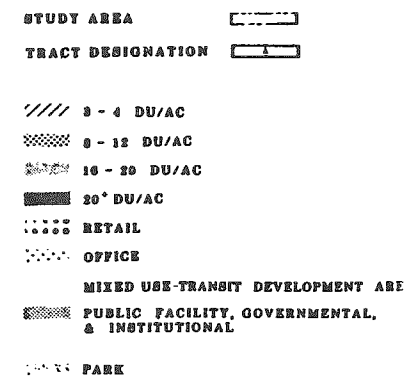 STUDY AREA
TRACT DESIGNATION
3 - 4 DU/AC
8 - 12 DU/AC
16 - 20 DU/AC
20+ DU/AC
RETAIL
OFFICE
MIXED USE-TRANSIT DEVELOPMENT ARE
PUBLIC FACILITY, GOVERNMENTAL,
& INSTITUTIONAL
PARK